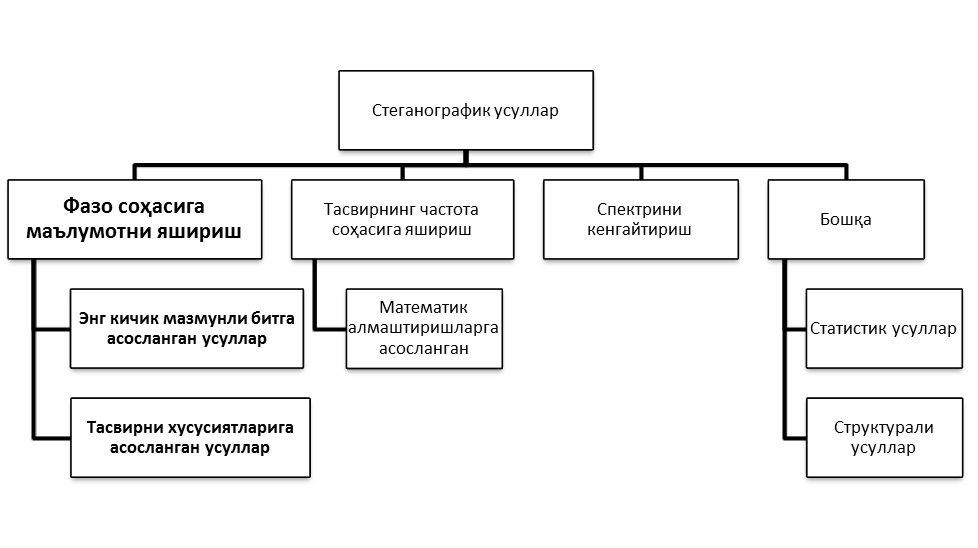 Стеганографик усуллар
Фазо соҳасига
маълумотни яшириш
Тасвирнинг частота
соҳасига яшириш
Спектрини
кенгайтириш
Бошқа
Энг кичик мазмунли битга
асосланган усуллар
Математик
алмаштиришларга
асосланган
Статистик усуллар
Тасвирни хусусиятларига
асосланган усуллар
Структурали
усуллар